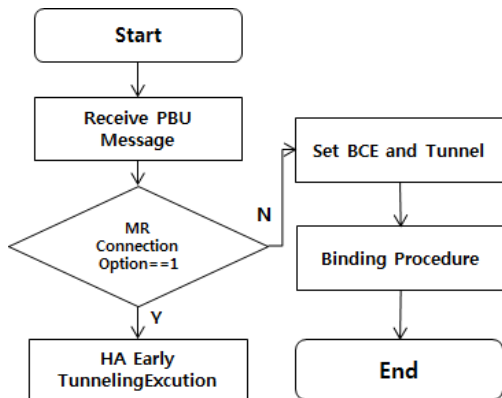 Start
Receive PBU
Message
MR
Connection
Option==1
N
Y
HA Early
TunnelingExcution
Set BCE and Tunnel
Binding Procedure
End